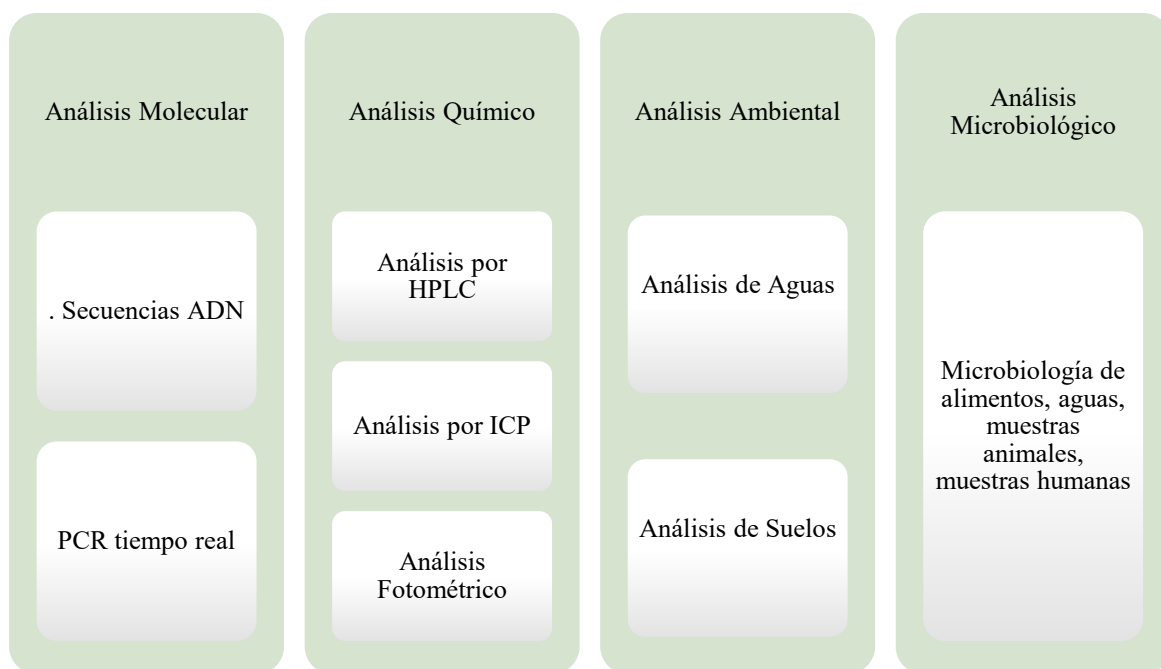 Análisis Molecular
. Secuencias ADN
PCR tiempo real
Análisis Químico
Análisis por
HPLC
Análisis por ICP
Análisis
Fotométrico
Análisis Ambiental
Análisis de Aguas
Análisis de Suelos
Análisis
Microbiológico
Microbiología de
alimentos, aguas,
muestras
animales,
muestras humanas